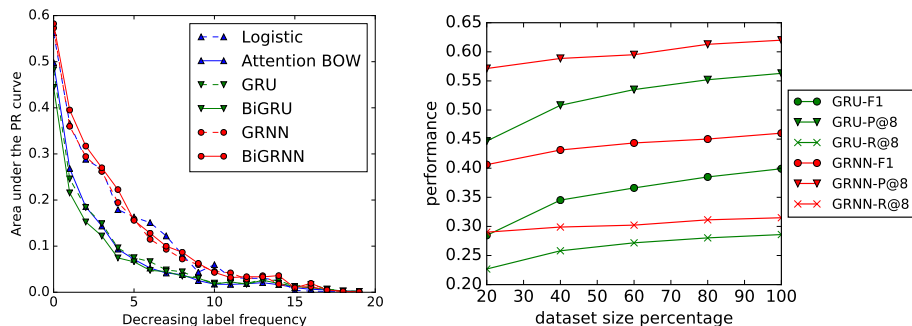 0.6
0.5
0.4
0.3
0.2
0.1
0.0
0 5 10 15 20
Area under the PR curve
Decreasing label frequency
Logistic
Attention BOW
GRU
BiGRU
GRNN
BiGRNN
0.65
0.60
0.55
0.50
0.45
0.40
0.35
0.30
0.25
0.20
20 30 40 50 60 70 80 90 100
performance
dataset size percentage
GRU-F1
GRU-P@8
GRU-R@8
GRNN-F1
GRNN-P@8
GRNN-R@8